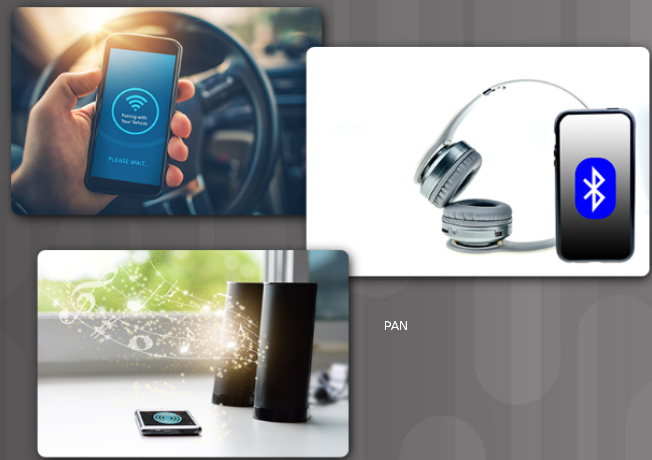 Pairing with
Your Vehicle
PLEASE WAIT...
PAN